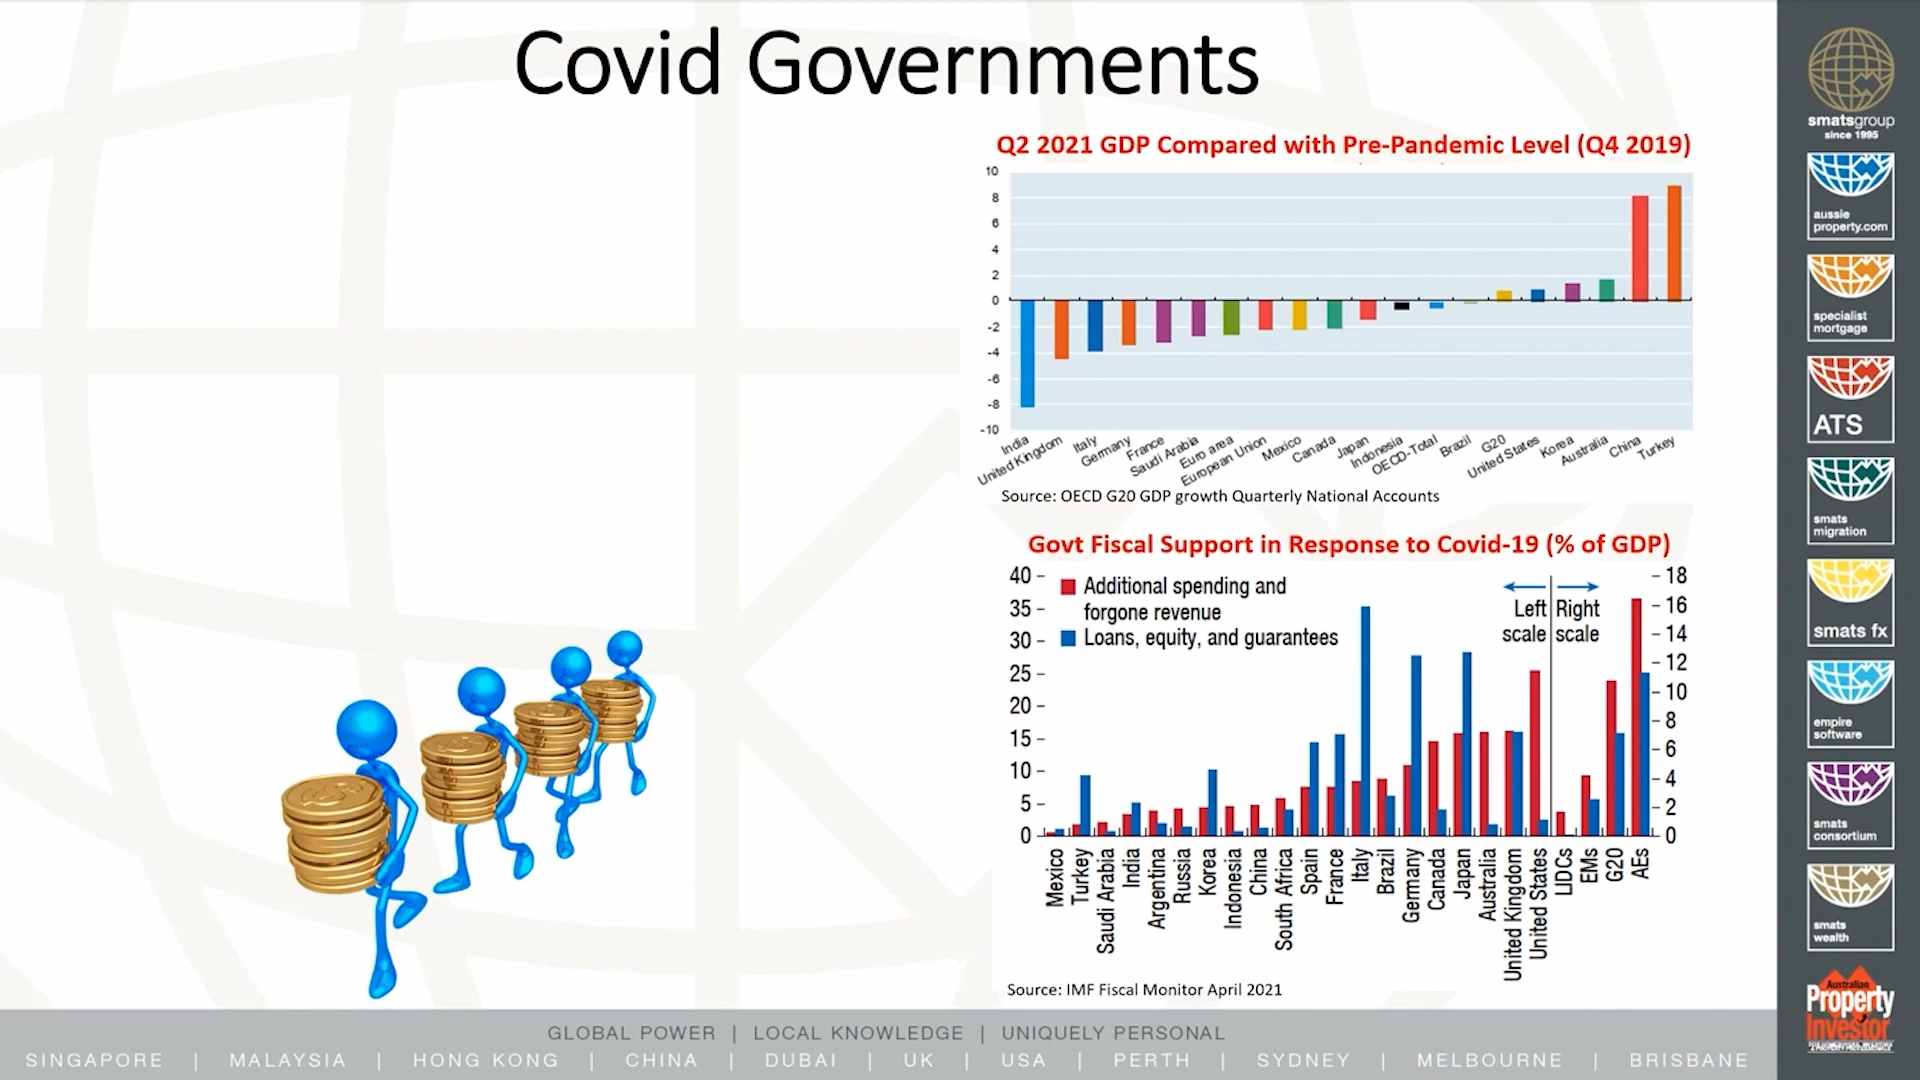 Covid Governments
Q2 2021 GDP Compared with Pre-Pandemic Level (Q4 2019)
10
8
6
4
2
0
-2
-4
-6
-8
-10
India
United Kingdom
Italy
Germany
France
Saudi Arabia
Euro area
European Union
Mexico
Canada
Japan
Indonesia
OECD-Total
Brazil
G20
United States
Korea
Australia
China
Turkey
Source: OECD G20 GDP growth Quarterly National Accounts
Govt Fiscal Support in Response to Covid-19 (% of GDP)
Additional spending and
forgone revenue
Loans, equity, and guarantees
Left
scale
Right
scale
40
35
30
25
20
15
10
5
0
18
16
14
12
10
8
6
4
2
0
Mexico
Turkey
Saudi Arabia
India
Argentina
Russia
Korea
Indonesia
China
South Africa
Spain
France
Italy
Brazil
Germany
Canada
Japan
Australia
United Kingdom
United States
LIDCs
EMs
G20
AEs
Source: IMF Fiscal Monitor April 2021
smatsgroup
since 1995
aussie
property.com
specialist
mortgage
ATS
smats
migration
smats fx
empire
software
smats
consortium
smats
wealth
Australian
Property
Investor
GLOBAL POWER | LOCAL KNOWLEDGE | UNIQUELY PERSONAL
SINGAPORE | MALAYSIA | HONG KONG | CHINA | DUBAI | UK | USA | PERTH | SYDNEY | MELBOURNE | BRISBANE